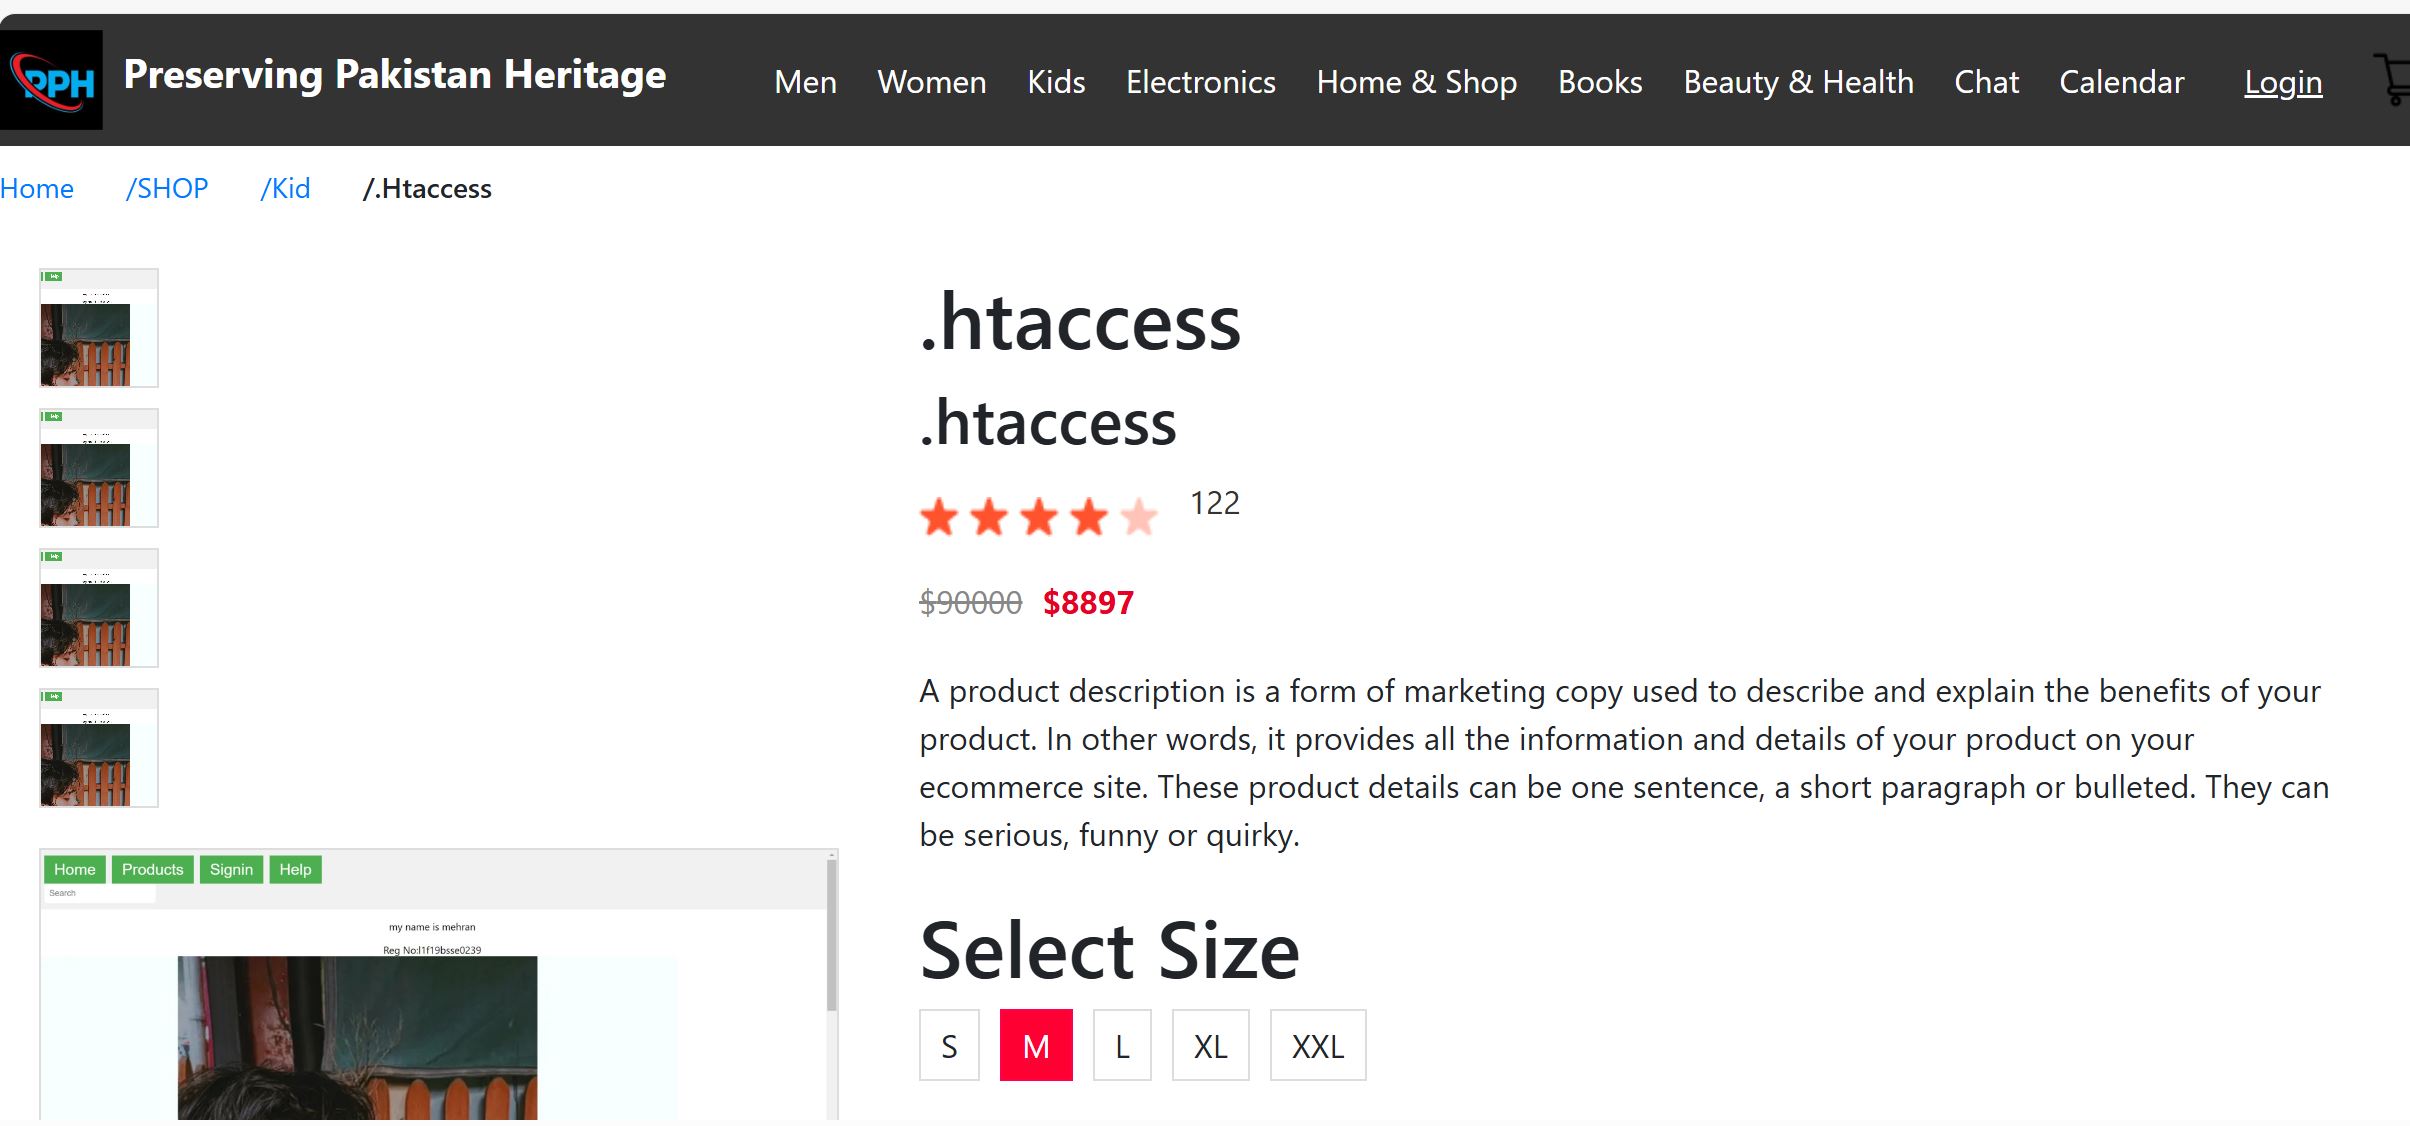 PPH
Preserving Pakistan Heritage
Men Women Kids Electronics Home & Shop Books Beauty & Health Chat Calendar Login
Home /SHOP /Kid /.Htaccess
.htaccess
.htaccess
122
$90000 $8897
A product description is a form of marketing copy used to describe and explain the benefits of your
product. In other words, it provides all the information and details of your product on your
ecommerce site. These product details can be one sentence, a short paragraph or bulleted. They can
be serious, funny or quirky.
Select Size
S M L XL XXL
Home Products Signin Help
Search
my name is mehran
Reg No:l1f19bsse0239